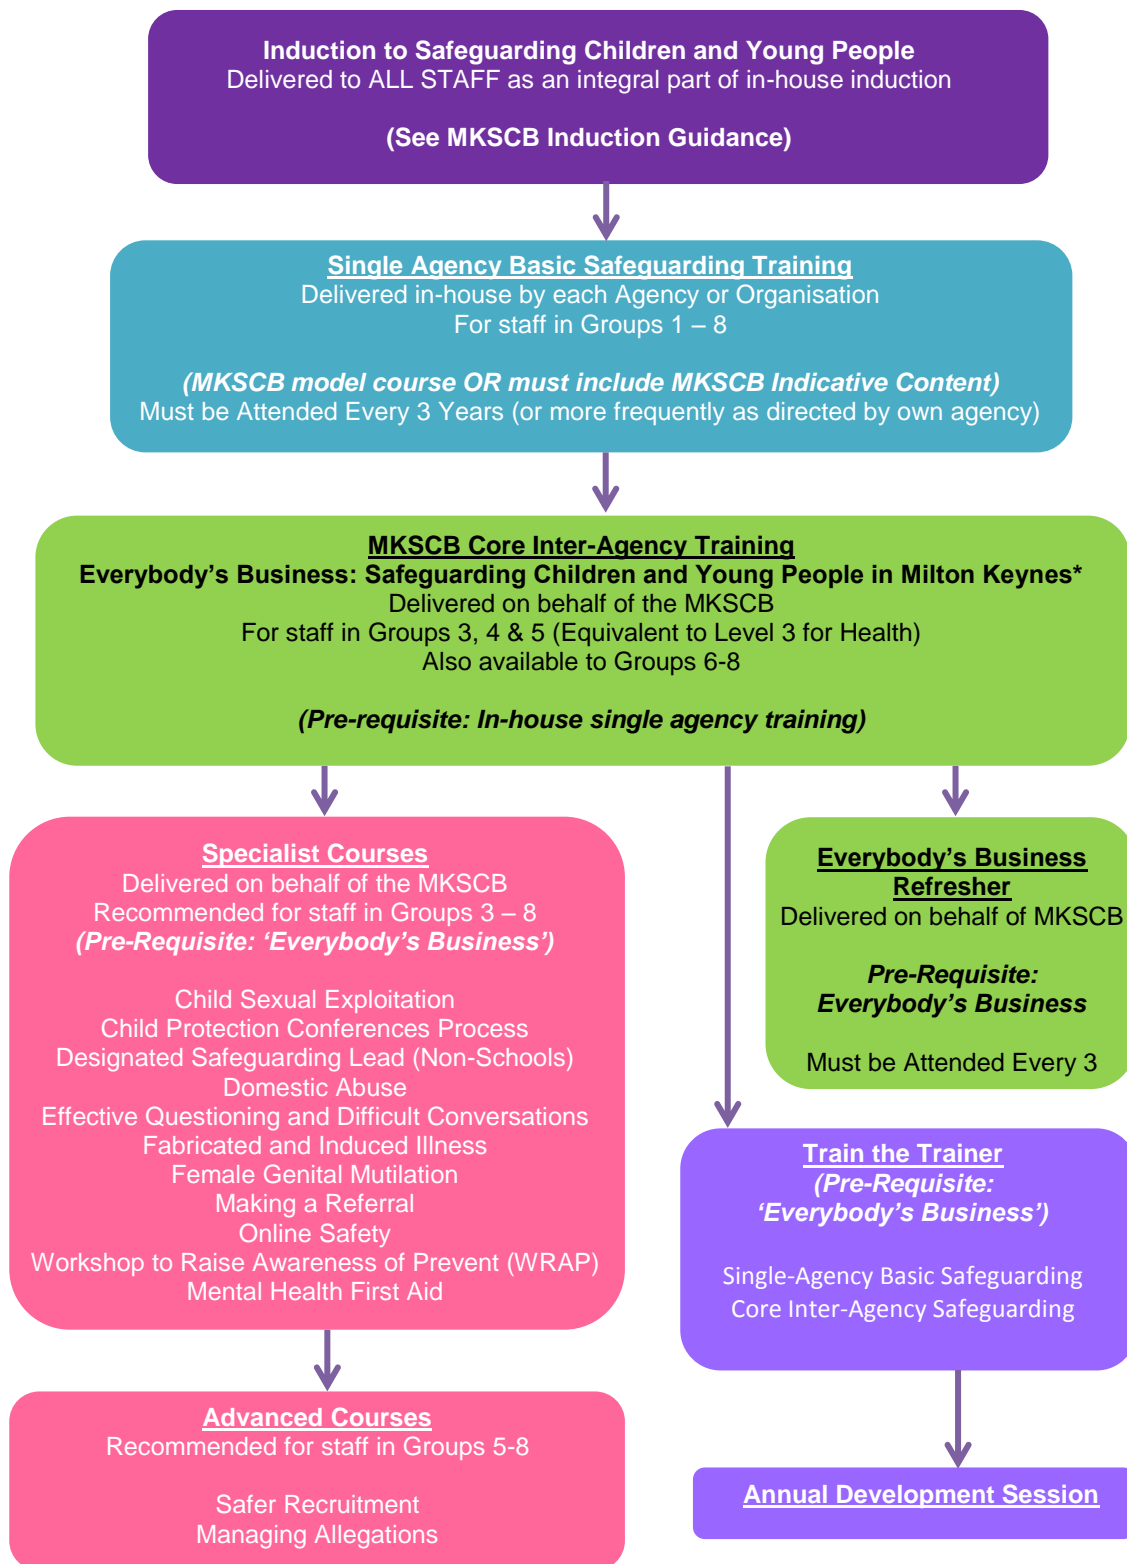 Induction to Safeguarding Children and Young People
Delivered to ALL STAFF as an integral part of in-house induction
(See MKSCB Induction Guidance)
Single Agency Basic Safeguarding Training
Delivered in-house by each Agency or Organisation
For staff in Groups 1 – 8
(MKSCB model course OR must include MKSCB Indicative Content)
Must be Attended Every 3 Years (or more frequently as directed by own agency)
MKSCB Core Inter-Agency Training
Everybody's Business: Safeguarding Children and Young People in Milton Keynes*
Delivered on behalf of the MKSCB
For staff in Groups 3, 4 & 5 (Equivalent to Level 3 for Health)
Also available to Groups 6-8
(Pre-requisite: In-house single agency training)
Specialist Courses
Delivered on behalf of the MKSCB
Recommended for staff in Groups 3 – 8
(Pre-Requisite: 'Everybody's Business')
Child Sexual Exploitation
Child Protection Conferences Process
Designated Safeguarding Lead (Non-Schools)
Domestic Abuse
Effective Questioning and Difficult Conversations
Fabricated and Induced Illness
Female Genital Mutilation
Making a Referral
Online Safety
Workshop to Raise Awareness of Prevent (WRAP)
Mental Health First Aid
Everybody's Business
Refresher
Delivered on behalf of MKSCB
Pre-Requisite:
Everybody's Business
Must be Attended Every 3
Train the Trainer
(Pre-Requisite:
'Everybody's Business')
Single-Agency Basic Safeguarding
Core Inter-Agency Safeguarding
Advanced Courses
Recommended for staff in Groups 5-8
Safer Recruitment
Managing Allegations
Annual Development Session